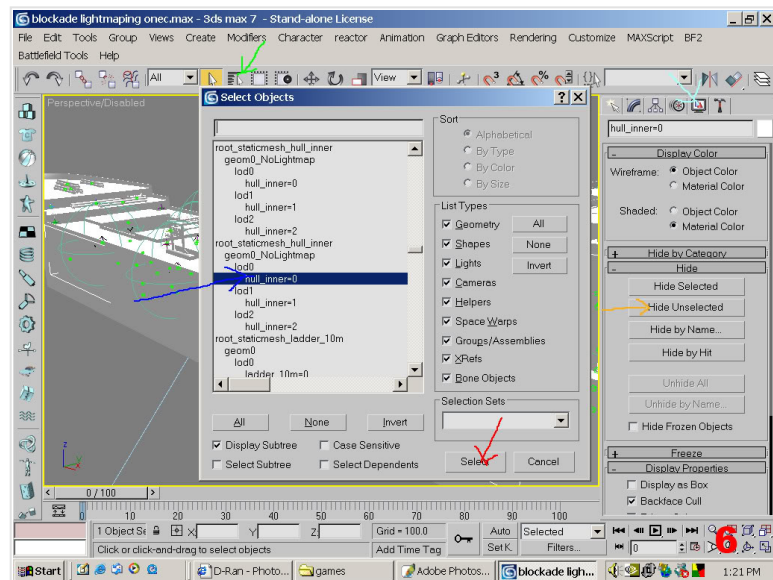 blockade lightmaping onec.max - 3ds max 7 - Stand-alone License
File Edit Tools Group Views Create Modifiers Character reactor Animation Graph Editors Rendering Customize MAXScript BF2
Battlefield Tools Help
All
View
Perspective/Disabled
Select Objects
root_staticmesh_hull_inner
geom0_NoLightmap
lod0
hull_inner=0
lod1
hull_inner=1
lod2
hull_inner=2
root_staticmesh_hull_inner
geom0_NoLightmap
lod0
hull_inner=0
lod1
hull_inner=1
lod2
hull_inner=2
root_staticmesh_ladder_10m
geom0
lod0
ladder_10m=0
All None Invert
Display Subtree Case Sensitive
Select Subtree Select Dependents
Sort
Alphabetical
By Type
By Color
By Size
List Types
Geometry All
Shapes None
Lights Invert
Cameras
Helpers
Space Warps
Groups/Assemblies
XRefs
Bone Objects
Selection Sets
Select Cancel
hull_inner=0
- Display Color
Wireframe: Object Color
Material Color
Shaded: Object Color
Material Color
+ Hide by Category
- Hide
Hide Selected
Hide Unselected
Hide by Name...
Hide by Hit
Unhide All
Unhide by Name...
Hide Frozen Objects
+ Freeze
- Display Properties
Display as Box
Backface Cull
z
x
0 / 100
0 10 20 30 40 50 60 70 80 90 100
1 Object Se X Y Z Grid = 100.0 Auto Selected
Click or click-and-drag to select objects Add Time Tag Set K. Filters... 0
6
Start D-Ran - Photo... games Adobe Photos... blockade ligh... 1:21 PM